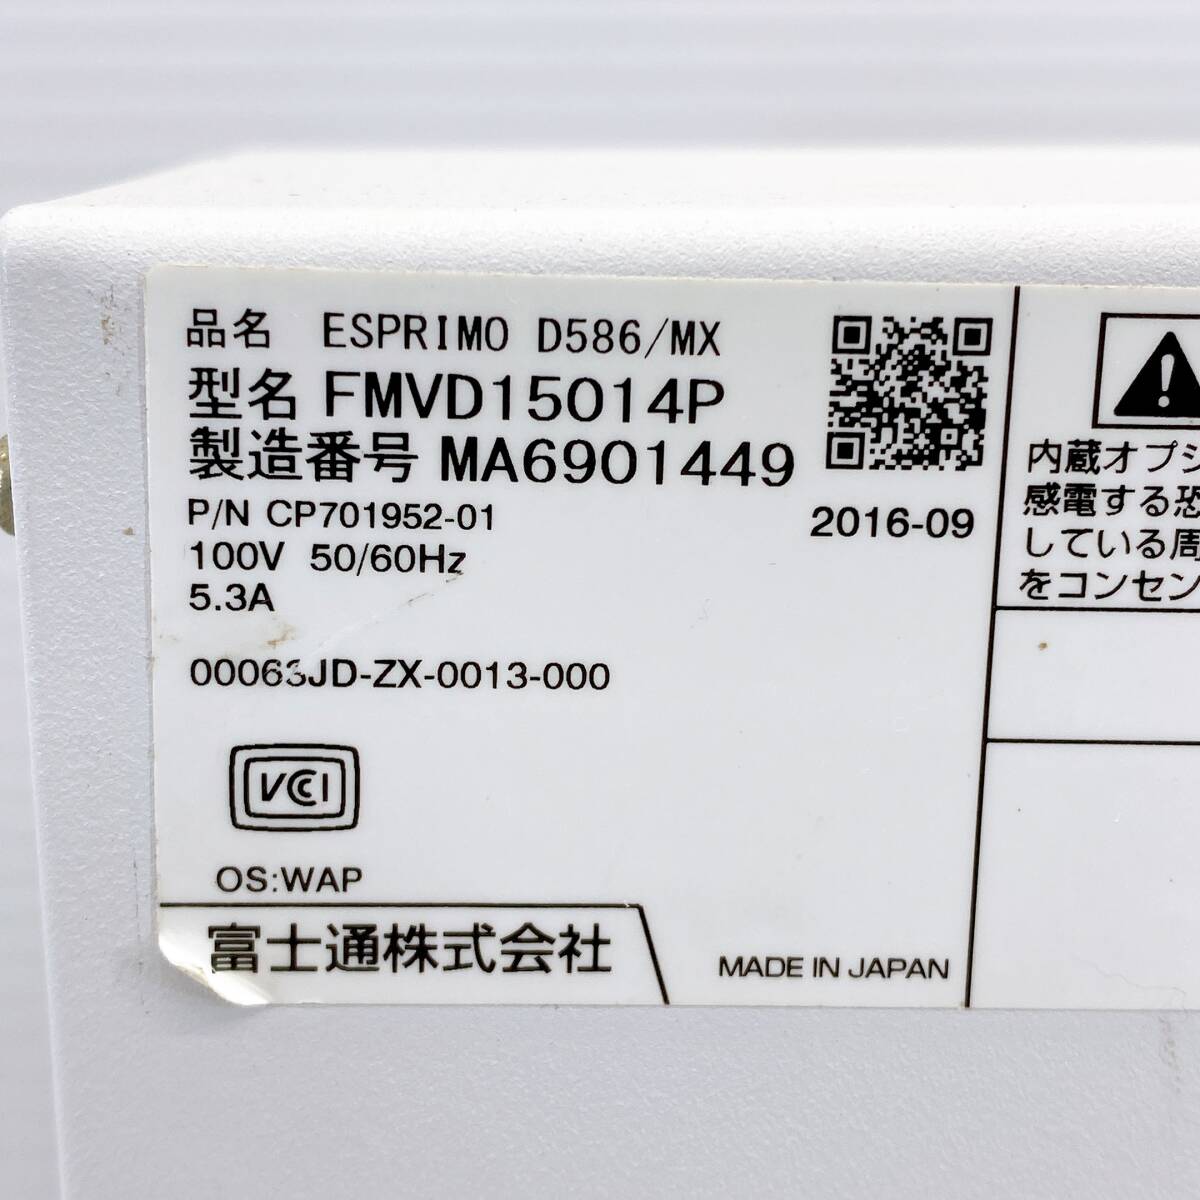 品名 ESPRIMO D586/MX
型名 FMVD15014P
製造番号 MA6901449
P/N CP701952-01
100V 50/60Hz
5.3A
2016-09
00063JD-ZX-0013-000
VCCI
OS:WAP
富士通株式会社
MADE IN JAPAN
内蔵オプシ
感電する恐
している周
をコンセン